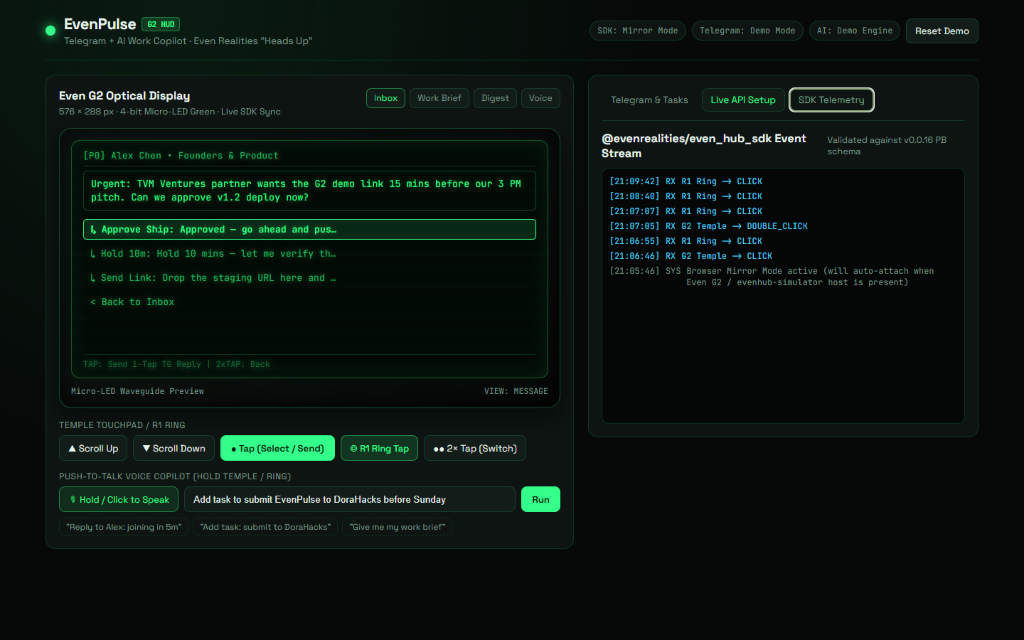 EvenPulse G2 HUD
Telegram + AI Work Copilot · Even Realities "Heads Up"
SDK: Mirror Mode
Telegram: Demo Mode
AI: Demo Engine
Reset Demo
Even G2 Optical Display
576 × 288 px · 4-bit Micro-LED Green · Live SDK Sync
Inbox
Work Brief
Digest
Voice
[P0] Alex Chen • Founders & Product
Urgent: TVM Ventures partner wants the G2 demo link 15 mins before our 3 PM
pitch. Can we approve v1.2 deploy now?
↳ Approve Ship: Approved — go ahead and pus…
↳ Hold 10m: Hold 10 mins — let me verify th…
↳ Send Link: Drop the staging URL here and …
< Back to Inbox
TAP: Send 1-Tap TG Reply | 2xTAP: Back
Micro-LED Waveguide Preview
VIEW: MESSAGE
TEMPLE TOUCHPAD / R1 RING
▲ Scroll Up
▼ Scroll Down
● Tap (Select / Send)
◎ R1 Ring Tap
●● 2× Tap (Switch)
PUSH-TO-TALK VOICE COPILOT (HOLD TEMPLE / RING)
🎙 Hold / Click to Speak
Add task to submit EvenPulse to DoraHacks before Sunday
Run
"Reply to Alex: joining in 5m"
"Add task: submit to DoraHacks"
"Give me my work brief"
Telegram & Tasks
Live API Setup
SDK Telemetry
@evenrealities/even_hub_sdk Event
Stream
Validated against v0.0.16 PB
schema
[21:09:42] RX R1 Ring → CLICK
[21:08:40] RX R1 Ring → CLICK
[21:07:07] RX R1 Ring → CLICK
[21:07:05] RX G2 Temple → DOUBLE_CLICK
[21:06:55] RX R1 Ring → CLICK
[21:06:46] RX G2 Temple → CLICK
[21:05:46] SYS Browser Mirror Mode active (will auto-attach when
Even G2 / evenhub-simulator host is present)